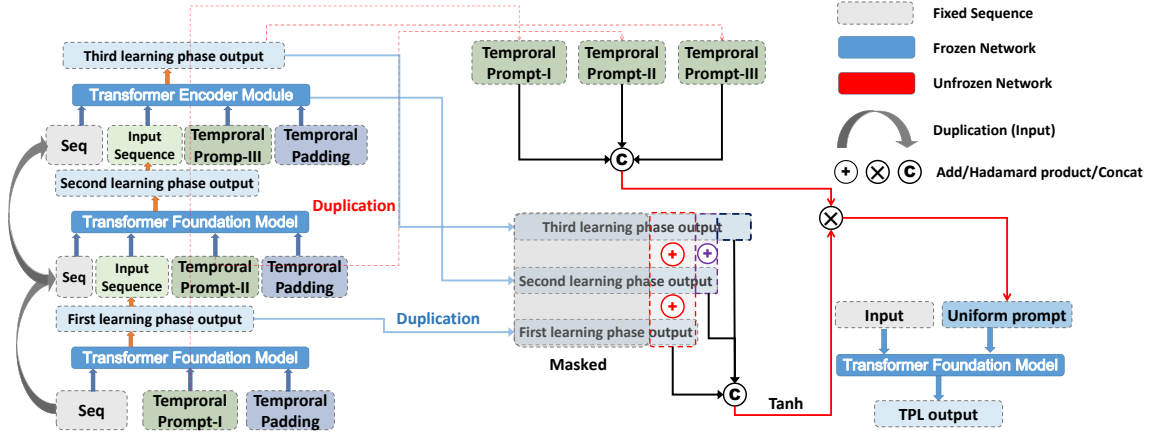 Third learning phase output
Transformer Encoder Module
Seq
Input
Sequence
Temproral
Promp-III
Temporal
Padding
Second learning phase output
Duplication
Transformer Foundation Model
Seq
Input
Sequence
Temproral
Prompt-II
Temporal
Padding
First learning phase output
Duplication
Transformer Foundation Model
Seq
Temproral
Prompt-I
Temporal
Padding
Temproral
Prompt-I
Temproral
Prompt-II
Temproral
Prompt-III
C
Third learning phase output
+
+
Second learning phase output
+
First learning phase output
Masked
C
Tanh
Fixed Sequence
Frozen Network
Unfrozen Network
Duplication (Input)
+ × C Add/Hadamard product/Concat
×
Input
Uniform prompt
Transformer Foundation Model
TPL output